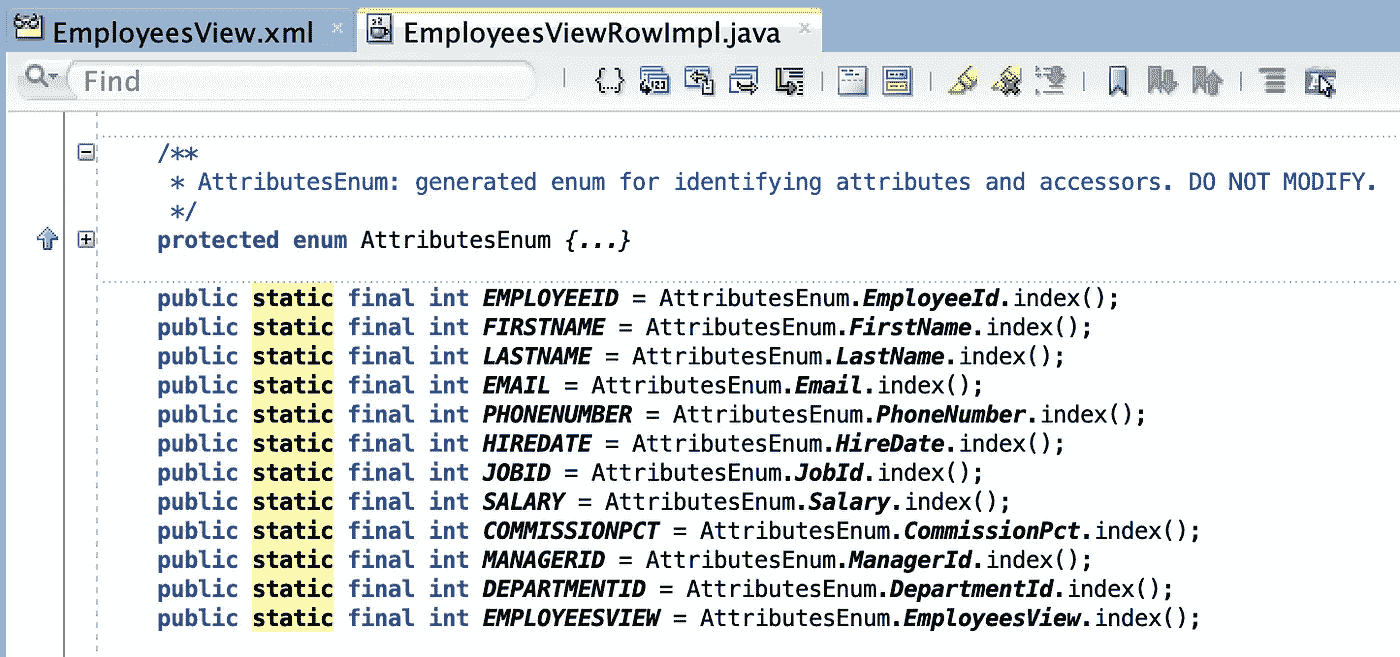 EmployeesView.xml
EmployeesViewRowImpl.java
Find
/**
* AttributesEnum: generated enum for identifying attributes and accessors. DO NOT MODIFY.
*/
protected enum AttributesEnum {...}
public static final int EMPLOYEEID = AttributesEnum.EmployeeId.index();
public static final int FIRSTNAME = AttributesEnum.FirstName.index();
public static final int LASTNAME = AttributesEnum.LastName.index();
public static final int EMAIL = AttributesEnum.Email.index();
public static final int PHONENUMBER = AttributesEnum.PhoneNumber.index();
public static final int HIREDATE = AttributesEnum.HireDate.index();
public static final int JOBID = AttributesEnum.JobId.index();
public static final int SALARY = AttributesEnum.Salary.index();
public static final int COMMISSIONPCT = AttributesEnum.CommissionPct.index();
public static final int MANAGERID = AttributesEnum.ManagerId.index();
public static final int DEPARTMENTID = AttributesEnum.DepartmentId.index();
public static final int EMPLOYEESVIEW = AttributesEnum.EmployeesView.index();